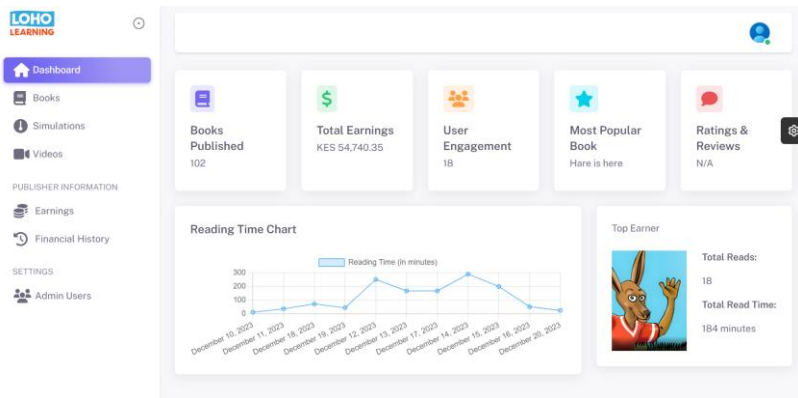 LOHO
LEARNING
Dashboard
Books
Simulations
Videos
PUBLISHER INFORMATION
Earnings
Financial History
SETTINGS
Admin Users
Books
Published
102
Total Earnings
KES 54,740.35
User
Engagement
18
Most Popular
Book
Hare is here
Ratings &
Reviews
N/A
Reading Time Chart
Reading Time (in minutes)
300
200
100
0
December 10, 2023
December 11, 2023
December 18, 2023
December 19, 2023
December 12, 2023
December 13, 2023
December 17, 2023
December 14, 2023
December 15, 2023
December 16, 2023
December 20, 2023
Top Earner
Total Reads:
18
Total Read Time:
184 minutes